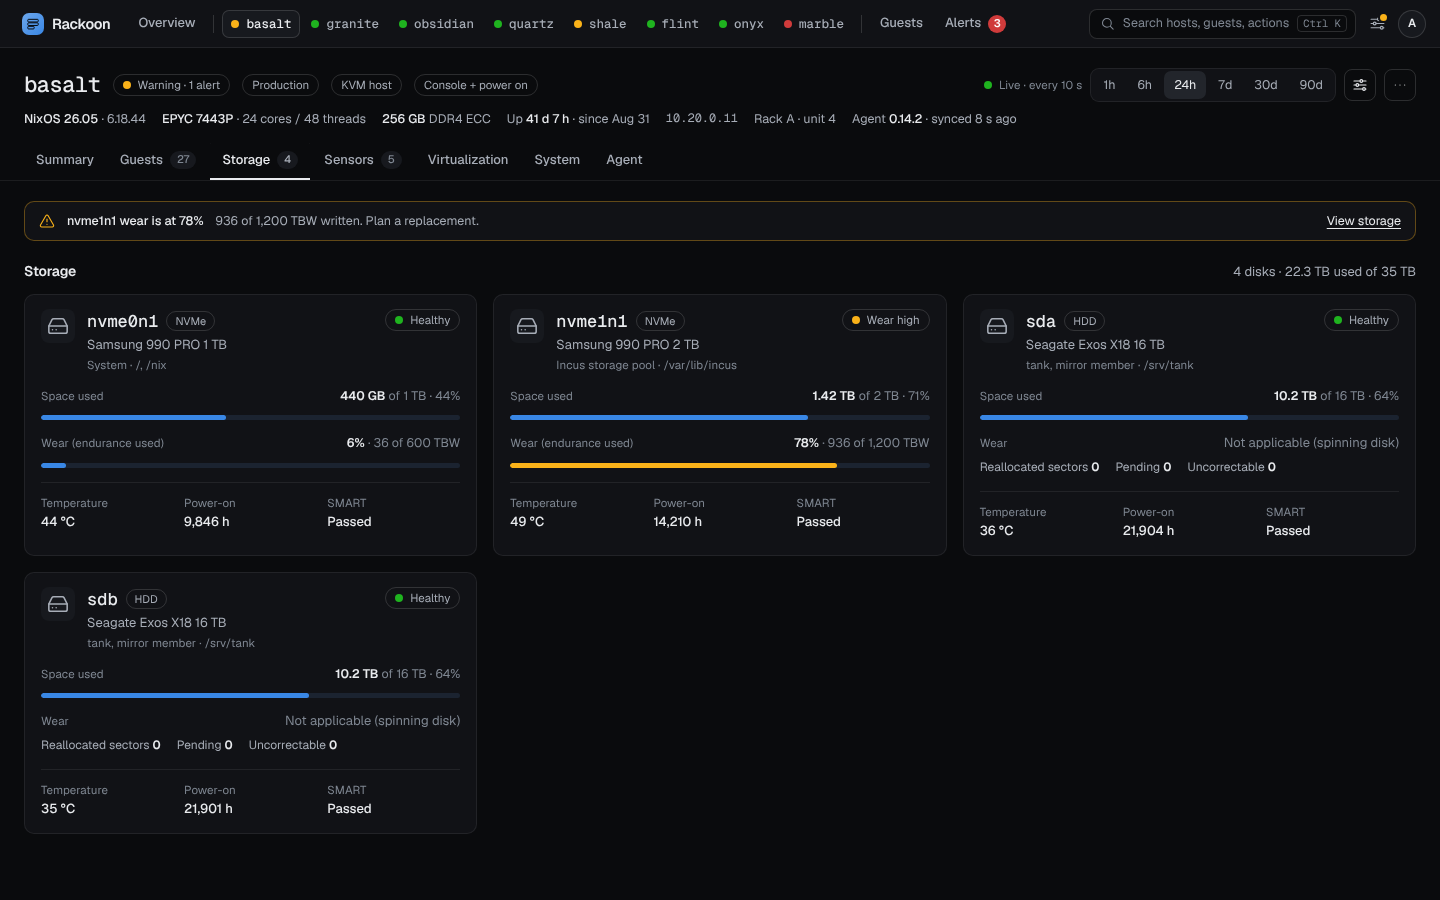 Rackoon Overview basalt granite obsidian quartz shale flint onyx marble Guests Alerts 3 Search hosts, guests, actions Ctrl K A
basalt Warning · 1 alert Production KVM host Console + power on Live · every 10 s 1h 6h 24h 7d 30d 90d ···
NixOS 26.05 · 6.18.44 EPYC 7443P · 24 cores / 48 threads 256 GB DDR4 ECC Up 41 d 7 h · since Aug 31 10.20.0.11 Rack A · unit 4 Agent 0.14.2 · synced 8 s ago
Summary Guests 27 Storage 4 Sensors 5 Virtualization System Agent
nvme1n1 wear is at 78% 936 of 1,200 TBW written. Plan a replacement. View storage
Storage 4 disks · 22.3 TB used of 35 TB
nvme0n1 NVMe Healthy
Samsung 990 PRO 1 TB
System · /, /nix
Space used 440 GB of 1 TB · 44%
Wear (endurance used) 6% · 36 of 600 TBW
Temperature Power-on SMART
44 °C 9,846 h Passed
nvme1n1 NVMe Wear high
Samsung 990 PRO 2 TB
Incus storage pool · /var/lib/incus
Space used 1.42 TB of 2 TB · 71%
Wear (endurance used) 78% · 936 of 1,200 TBW
Temperature Power-on SMART
49 °C 14,210 h Passed
sda HDD Healthy
Seagate Exos X18 16 TB
tank, mirror member · /srv/tank
Space used 10.2 TB of 16 TB · 64%
Wear Not applicable (spinning disk)
Reallocated sectors 0 Pending 0 Uncorrectable 0
Temperature Power-on SMART
36 °C 21,904 h Passed
sdb HDD Healthy
Seagate Exos X18 16 TB
tank, mirror member · /srv/tank
Space used 10.2 TB of 16 TB · 64%
Wear Not applicable (spinning disk)
Reallocated sectors 0 Pending 0 Uncorrectable 0
Temperature Power-on SMART
35 °C 21,901 h Passed